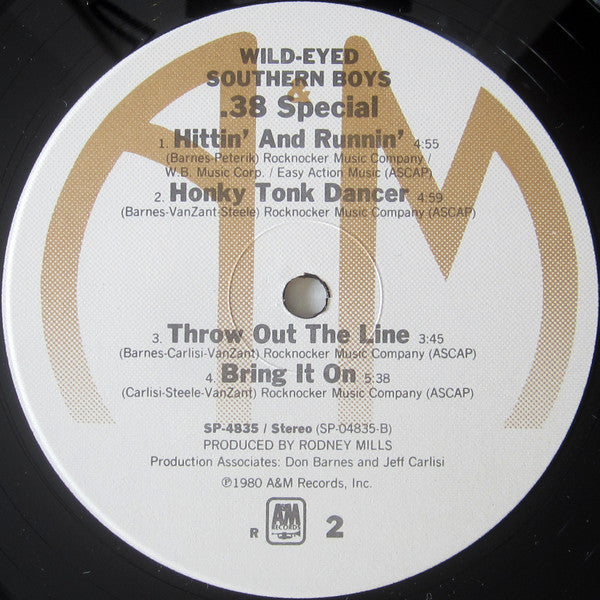 WILD-EYED
SOUTHERN BOYS
.38 Special
1. Hittin' And Runnin' 4:55
(Barnes-Peterik) Rocknocker Music Company /
W.B. Music Corp. / Easy Action Music (ASCAP)
2. Honky Tonk Dancer 4:59
(Barnes-VanZant-Steele) Rocknocker Music Company (ASCAP)
3. Throw Out The Line 3:45
(Barnes-Carlisi-VanZant) Rocknocker Music Company (ASCAP)
4. Bring It On 5:38
(Carlisi-Steele-VanZant) Rocknocker Music Company (ASCAP)
SP-4835 / Stereo (SP-04835-B)
PRODUCED BY RODNEY MILLS
Production Associates: Don Barnes and Jeff Carlisi
℗1980 A&M Records, Inc.
A&M
RECORDS
R 2
A&M